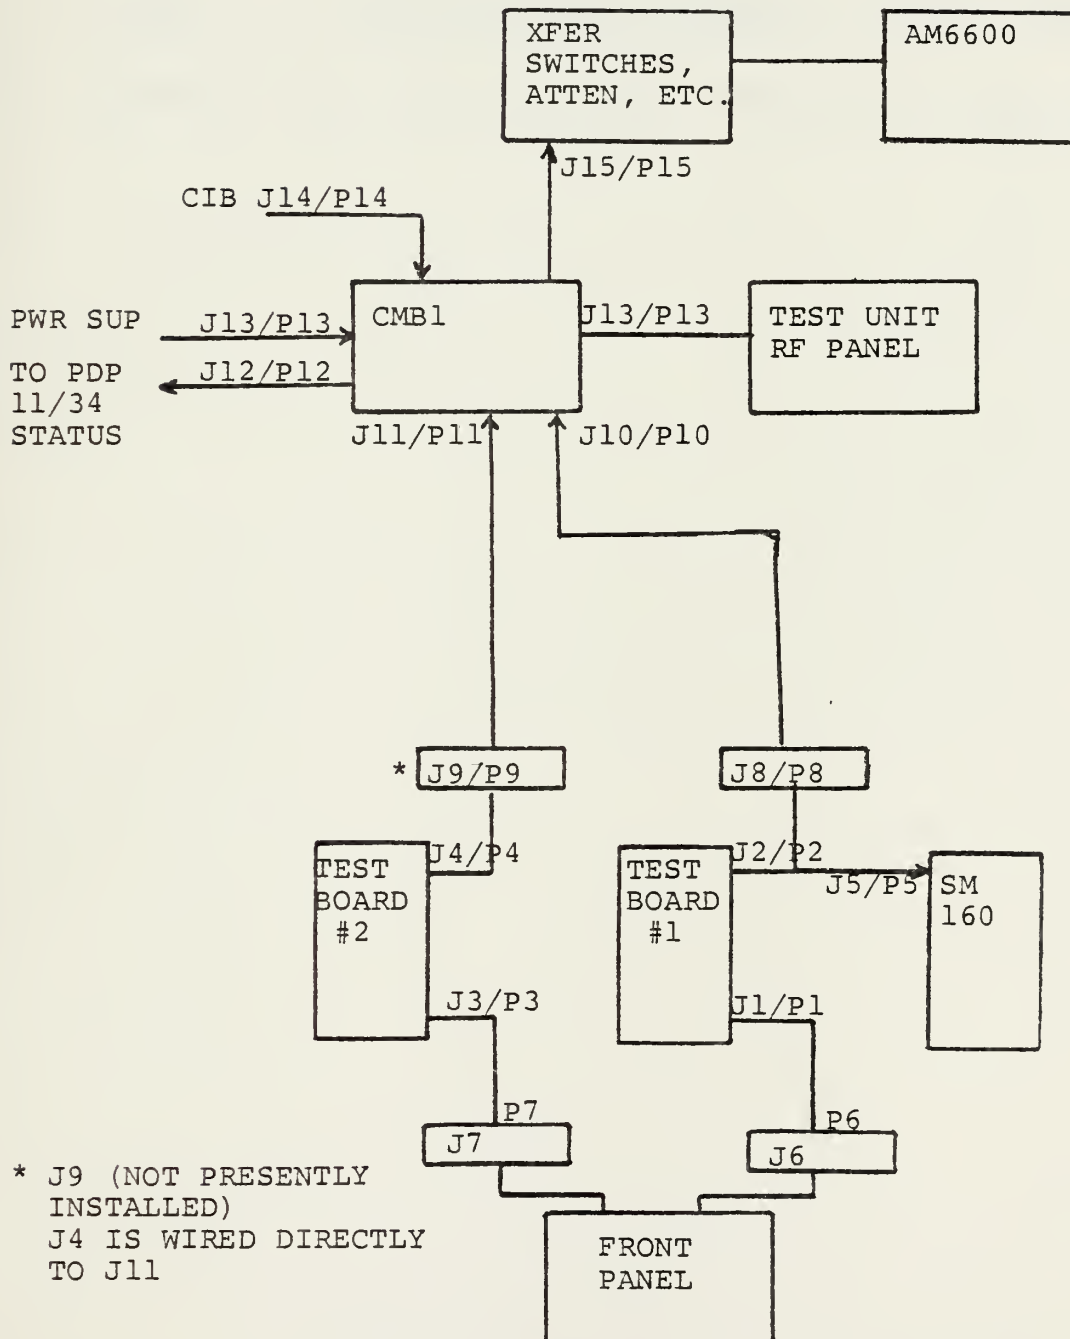 XFER
SWITCHES,
ATTEN, ETC.
AM6600
J15/P15
CIB J14/P14
PWR SUP
J13/P13
CMB1
J13/P13
TEST UNIT
RF PANEL
TO PDP
11/34
STATUS
J12/P12
J11/P11
J10/P10
* J9/P9
J8/P8
J4/P4
TEST
BOARD
#2
J2/P2
TEST
BOARD
#1
J5/P5
SM
160
J3/P3
J1/P1
P7
J7
P6
J6
* J9 (NOT PRESENTLY
INSTALLED)
J4 IS WIRED DIRECTLY
TO J11
FRONT
PANEL